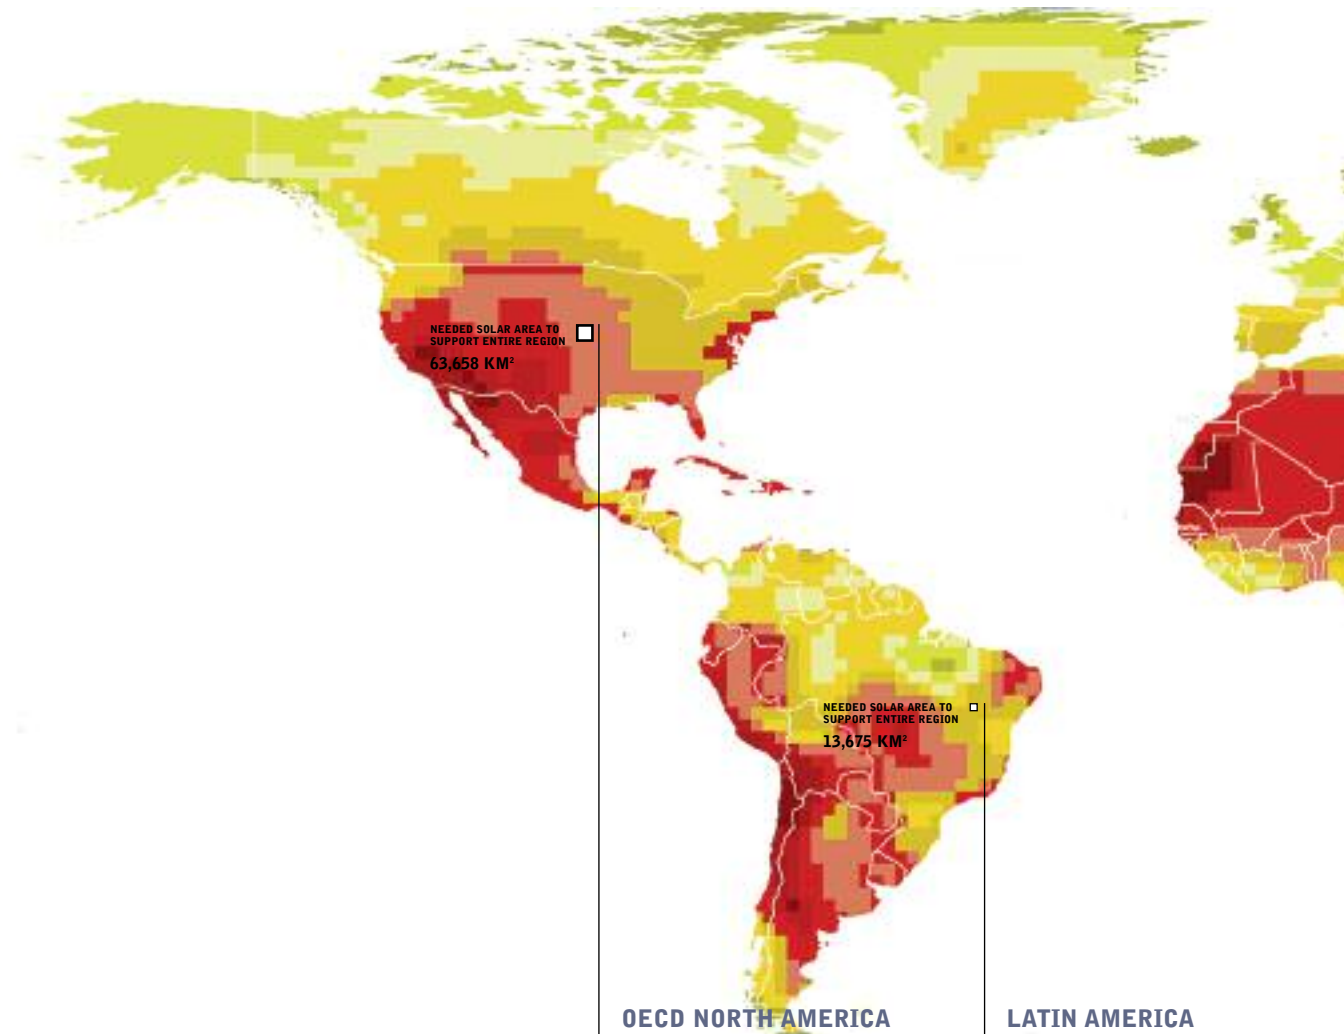 NEEDED SOLAR AREA TO
SUPPORT ENTIRE REGION
63,658 KM²
NEEDED SOLAR AREA TO
SUPPORT ENTIRE REGION
13,675 KM²
OECD NORTH AMERICA
LATIN AMERICA